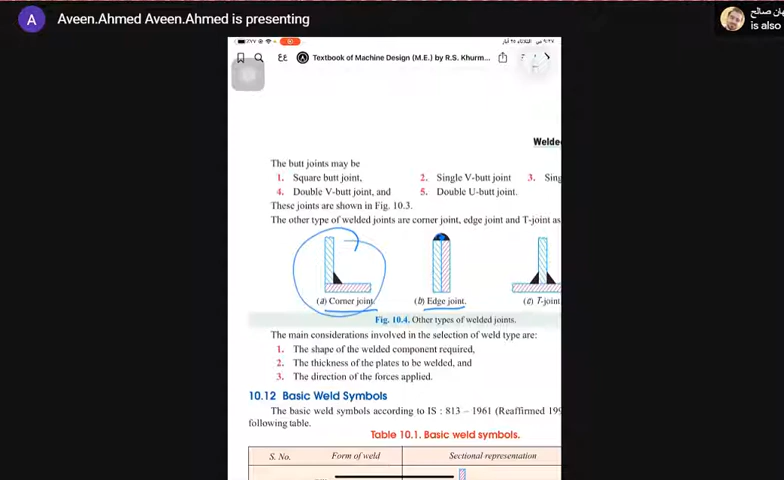 A Aveen.Ahmed Aveen.Ahmed is presenting
هان صالح
is also
Textbook of Machine Design (M.E.) by R.S. Khurm...
Welde
The butt joints may be
1. Square butt joint, 2. Single V-butt joint 3. Sing
4. Double V-butt joint, and 5. Double U-butt joint.
These joints are shown in Fig. 10.3.
The other type of welded joints are corner joint, edge joint and T-joint as
(a) Corner joint. (b) Edge joint. (c) T-joint
Fig. 10.4. Other types of welded joints.
The main considerations involved in the selection of weld type are:
1. The shape of the welded component required,
2. The thickness of the plates to be welded, and
3. The direction of the forces applied.
10.12 Basic Weld Symbols
The basic weld symbols according to IS : 813 – 1961 (Reaffirmed 199
following table.
Table 10.1. Basic weld symbols.
S. No. Form of weld Sectional representation